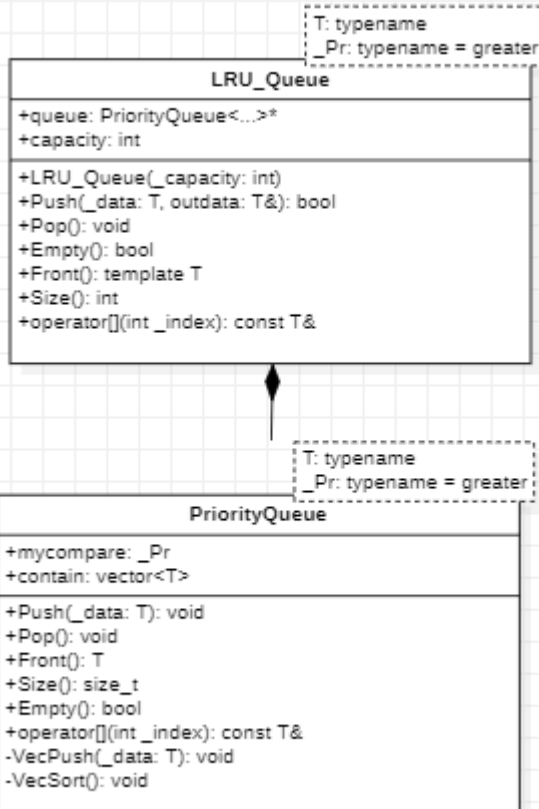 T: typename
_Pr: typename = greater
LRU_Queue
+queue: PriorityQueue<...>*
+capacity: int
+LRU_Queue(_capacity: int)
+Push(_data: T, outdata: T&): bool
+Pop(): void
+Empty(): bool
+Front(): template T
+Size(): int
+operator[](int _index): const T&
T: typename
_Pr: typename = greater
PriorityQueue
+mycompare: _Pr
+contain: vector<T>
+Push(_data: T): void
+Pop(): void
+Front(): T
+Size(): size_t
+Empty(): bool
+operator[](int _index): const T&
-VecPush(_data: T): void
-VecSort(): void